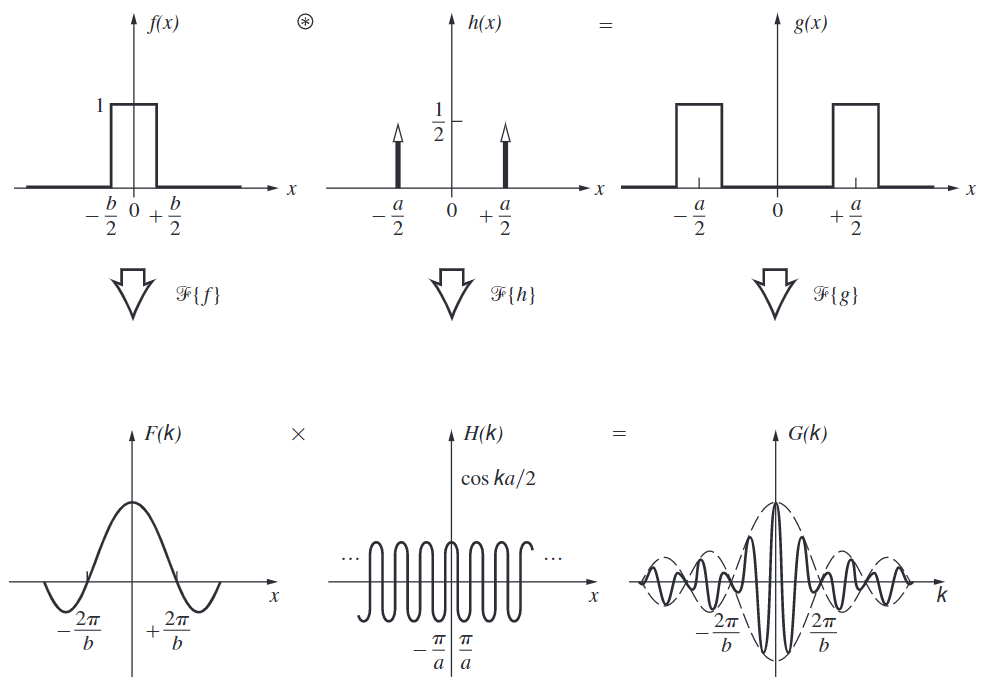 f(x) ⊛ h(x) = g(x)
1
1/2
x x x
−b/2 0 +b/2
−a/2 0 +a/2
−a/2 0 +a/2
ℱ{f} ℱ{h} ℱ{g}
F(k) × H(k) = G(k)
cos ka/2
... ...
x x k
−2π/b +2π/b
−π/a π/a
−2π/b 2π/b